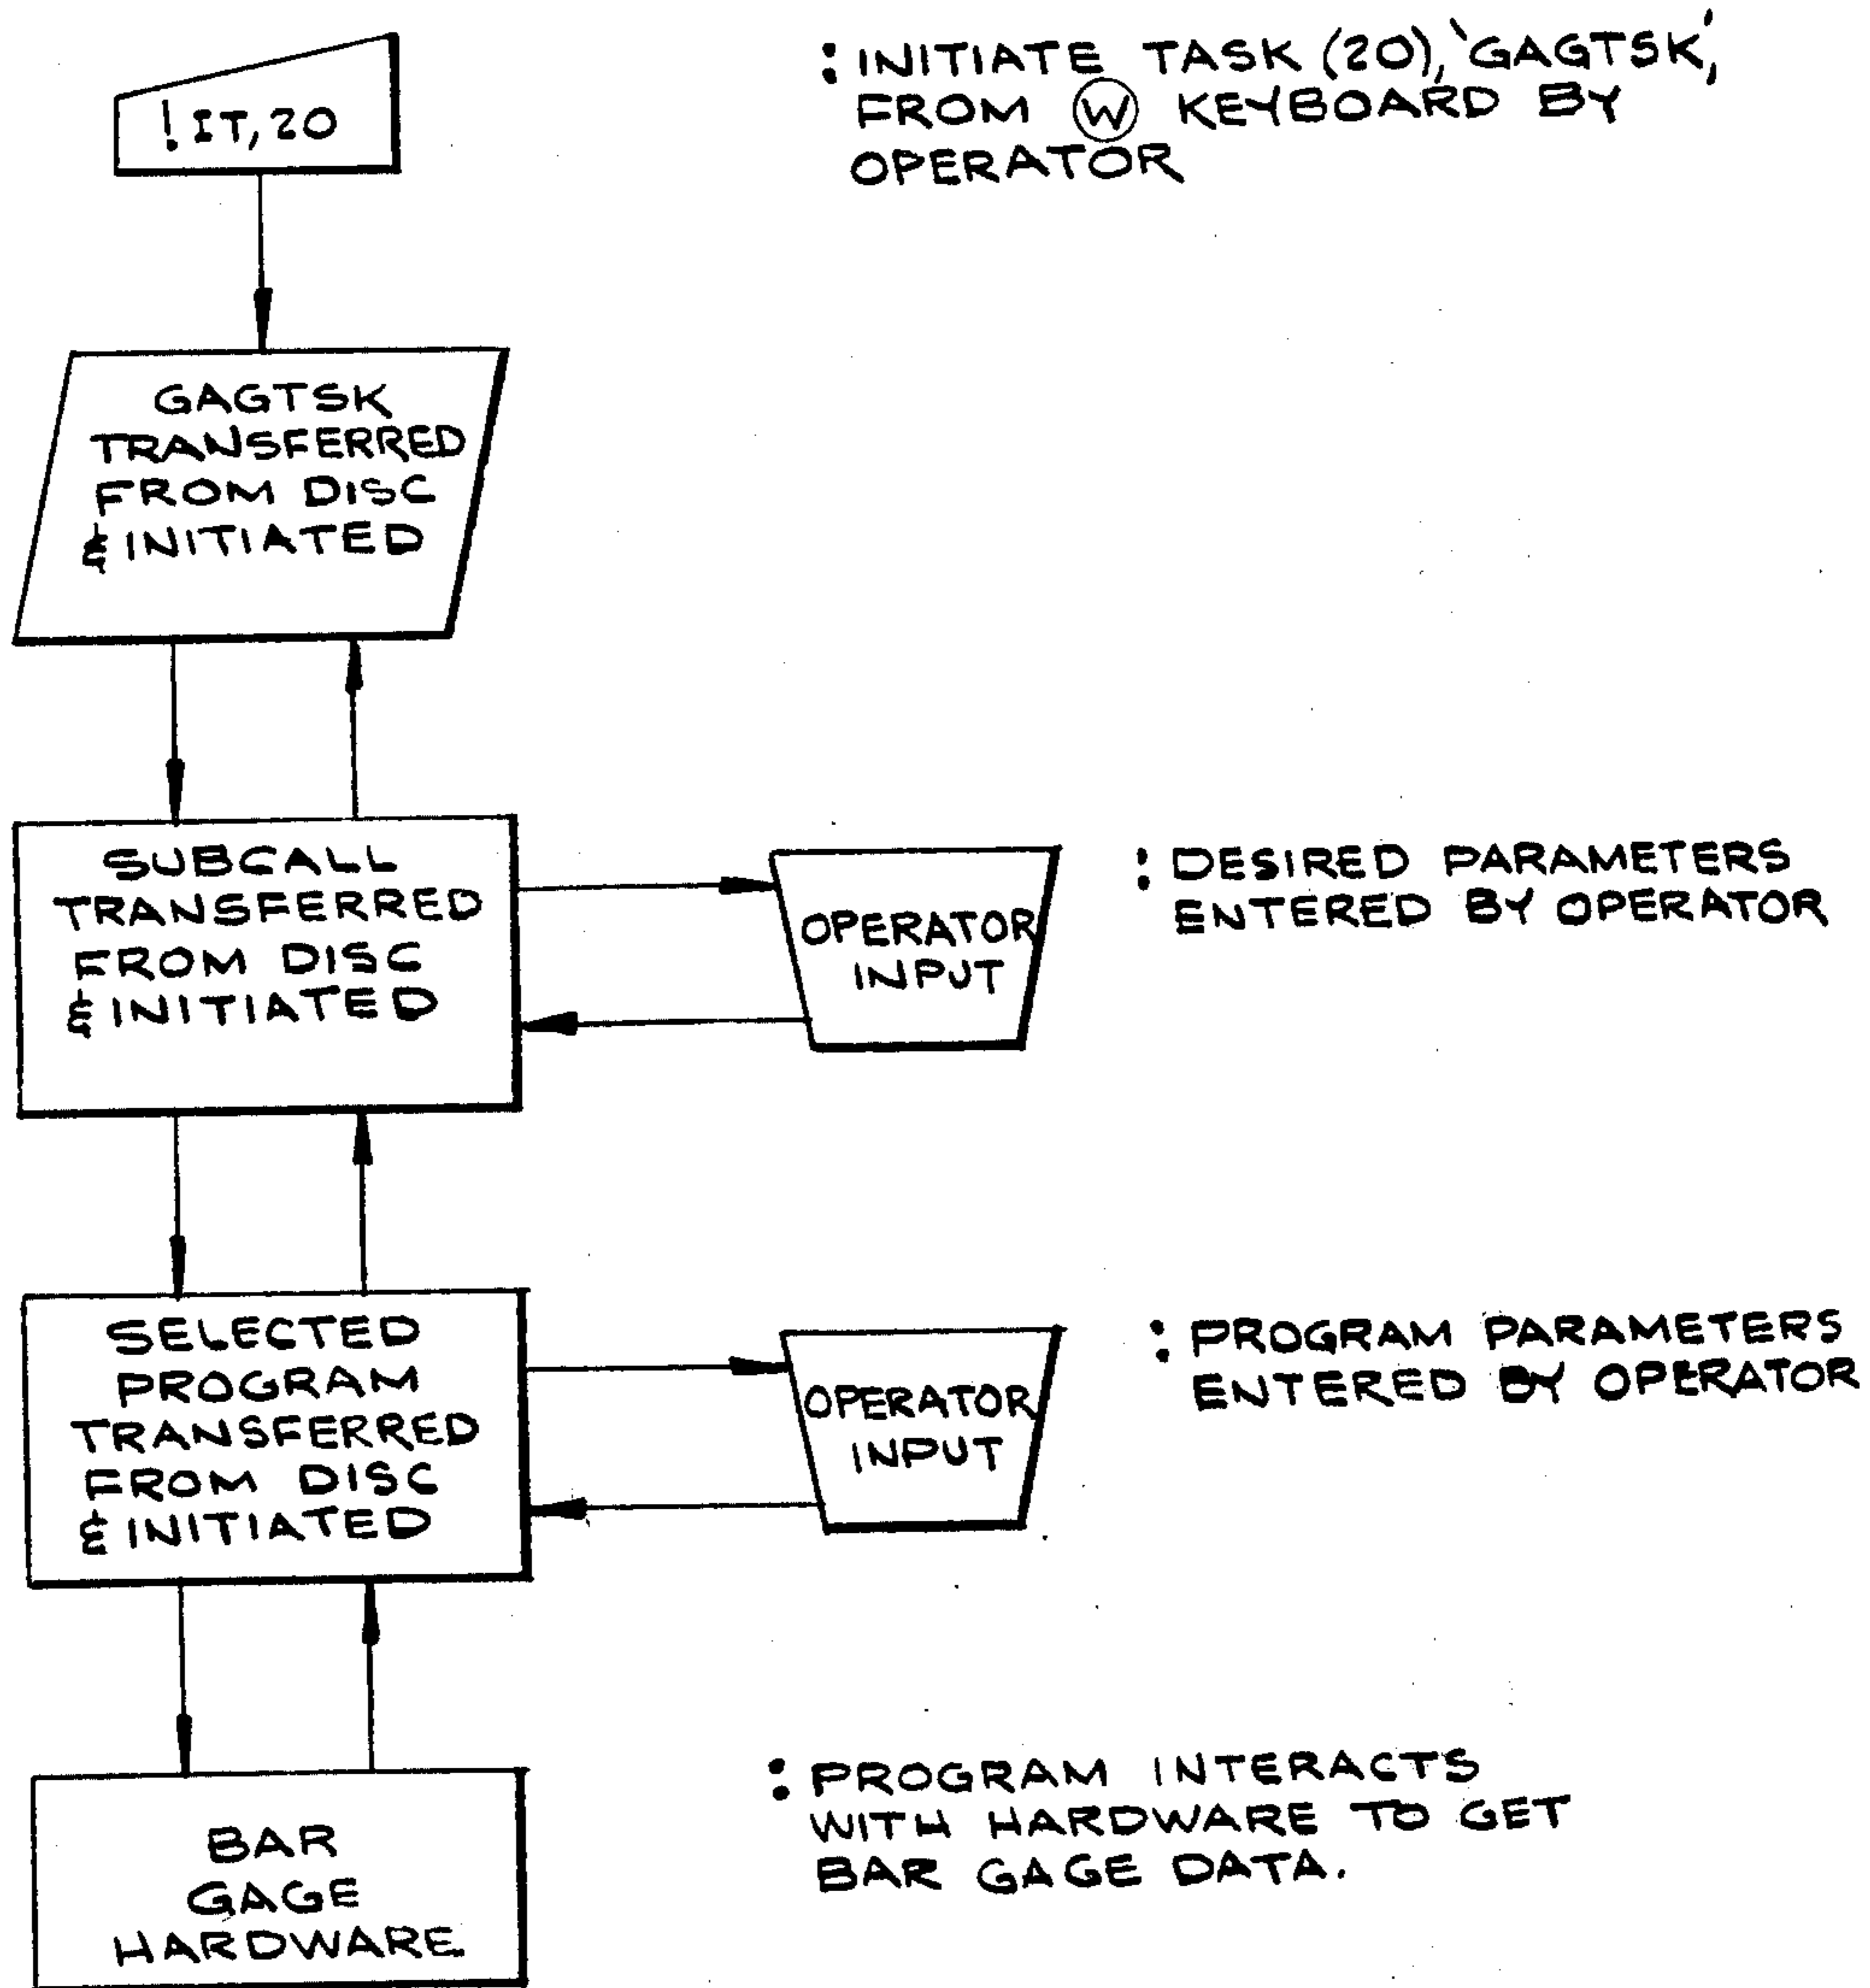 ! IT, 20
: INITIATE TASK (20), 'GAGTSK',
FROM Ⓦ KEYBOARD BY
OPERATOR
GAGTSK
TRANSFERRED
FROM DISC
& INITIATED
SUBCALL
TRANSFERRED
FROM DISC
& INITIATED
OPERATOR
INPUT
: DESIRED PARAMETERS
ENTERED BY OPERATOR
SELECTED
PROGRAM
TRANSFERRED
FROM DISC
& INITIATED
OPERATOR
INPUT
: PROGRAM PARAMETERS
ENTERED BY OPERATOR
BAR
GAGE
HARDWARE
: PROGRAM INTERACTS
WITH HARDWARE TO GET
BAR GAGE DATA.